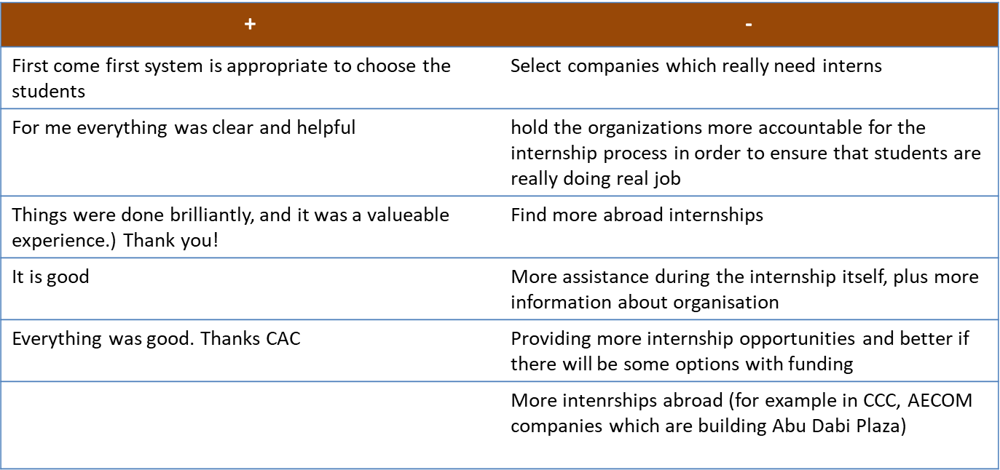 + -
First come first system is appropriate to choose the
students
Select companies which really need interns
For me everything was clear and helpful
hold the organizations more accountable for the
internship process in order to ensure that students are
really doing real job
Things were done brilliantly, and it was a valueable
experience.) Thank you!
Find more abroad internships
It is good
More assistance during the internship itself, plus more
information about organisation
Everything was good. Thanks CAC
Providing more internship opportunities and better if
there will be some options with funding
More intenrships abroad (for example in CCC, AECOM
companies which are building Abu Dabi Plaza)